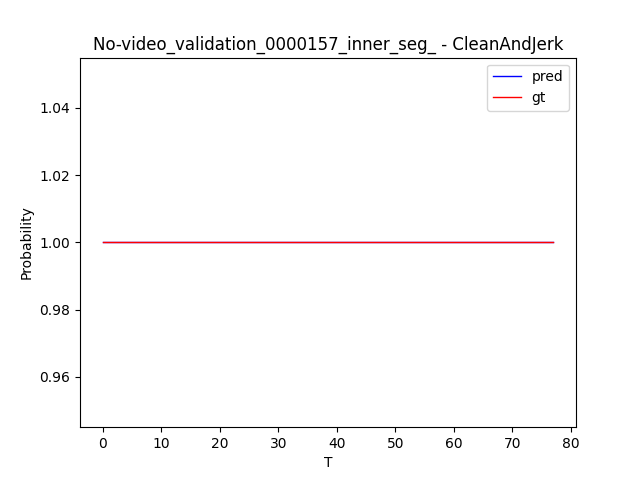 No-video_validation_0000157_inner_seg_ - CleanAndJerk
pred
gt
1.04
1.02
1.00
0.98
0.96
Probability
0 10 20 30 40 50 60 70 80
T